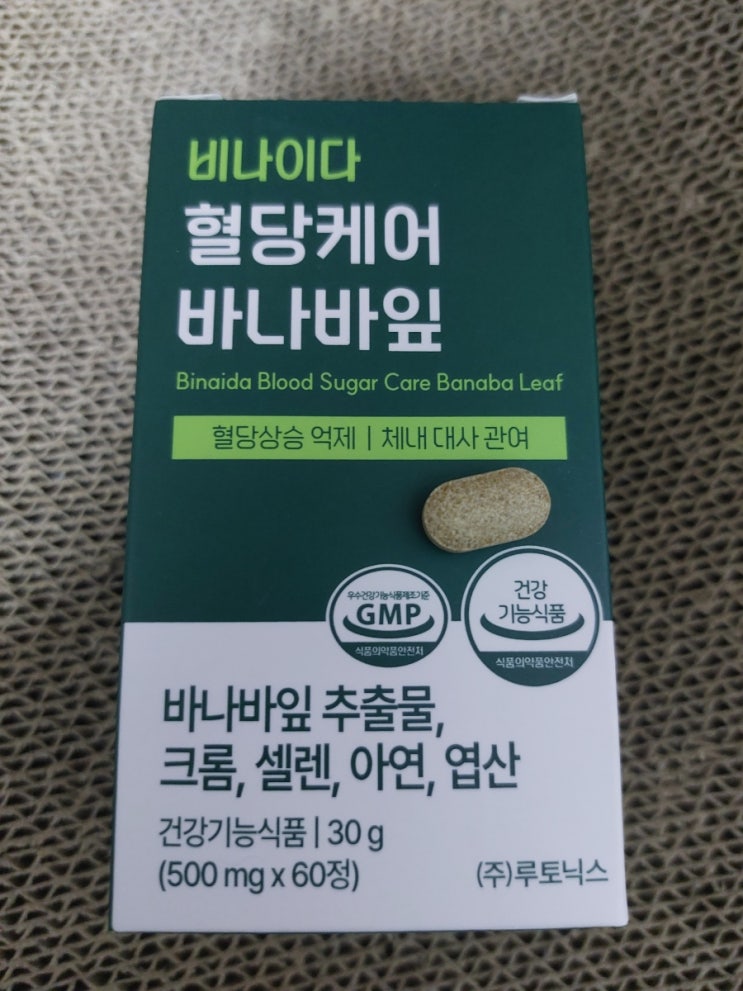 비나이다
혈당케어
바나바잎
Binaida Blood Sugar Care Banaba Leaf
혈당상승 억제 | 체내 대사 관여
우수건강기능식품제조기준
GMP
식품의약품안전처
건강
기능식품
식품의약품안전처
바나바잎 추출물,
크롬, 셀렌, 아연, 엽산
건강기능식품 | 30 g
(500 mg x 60정)
(주)루토닉스